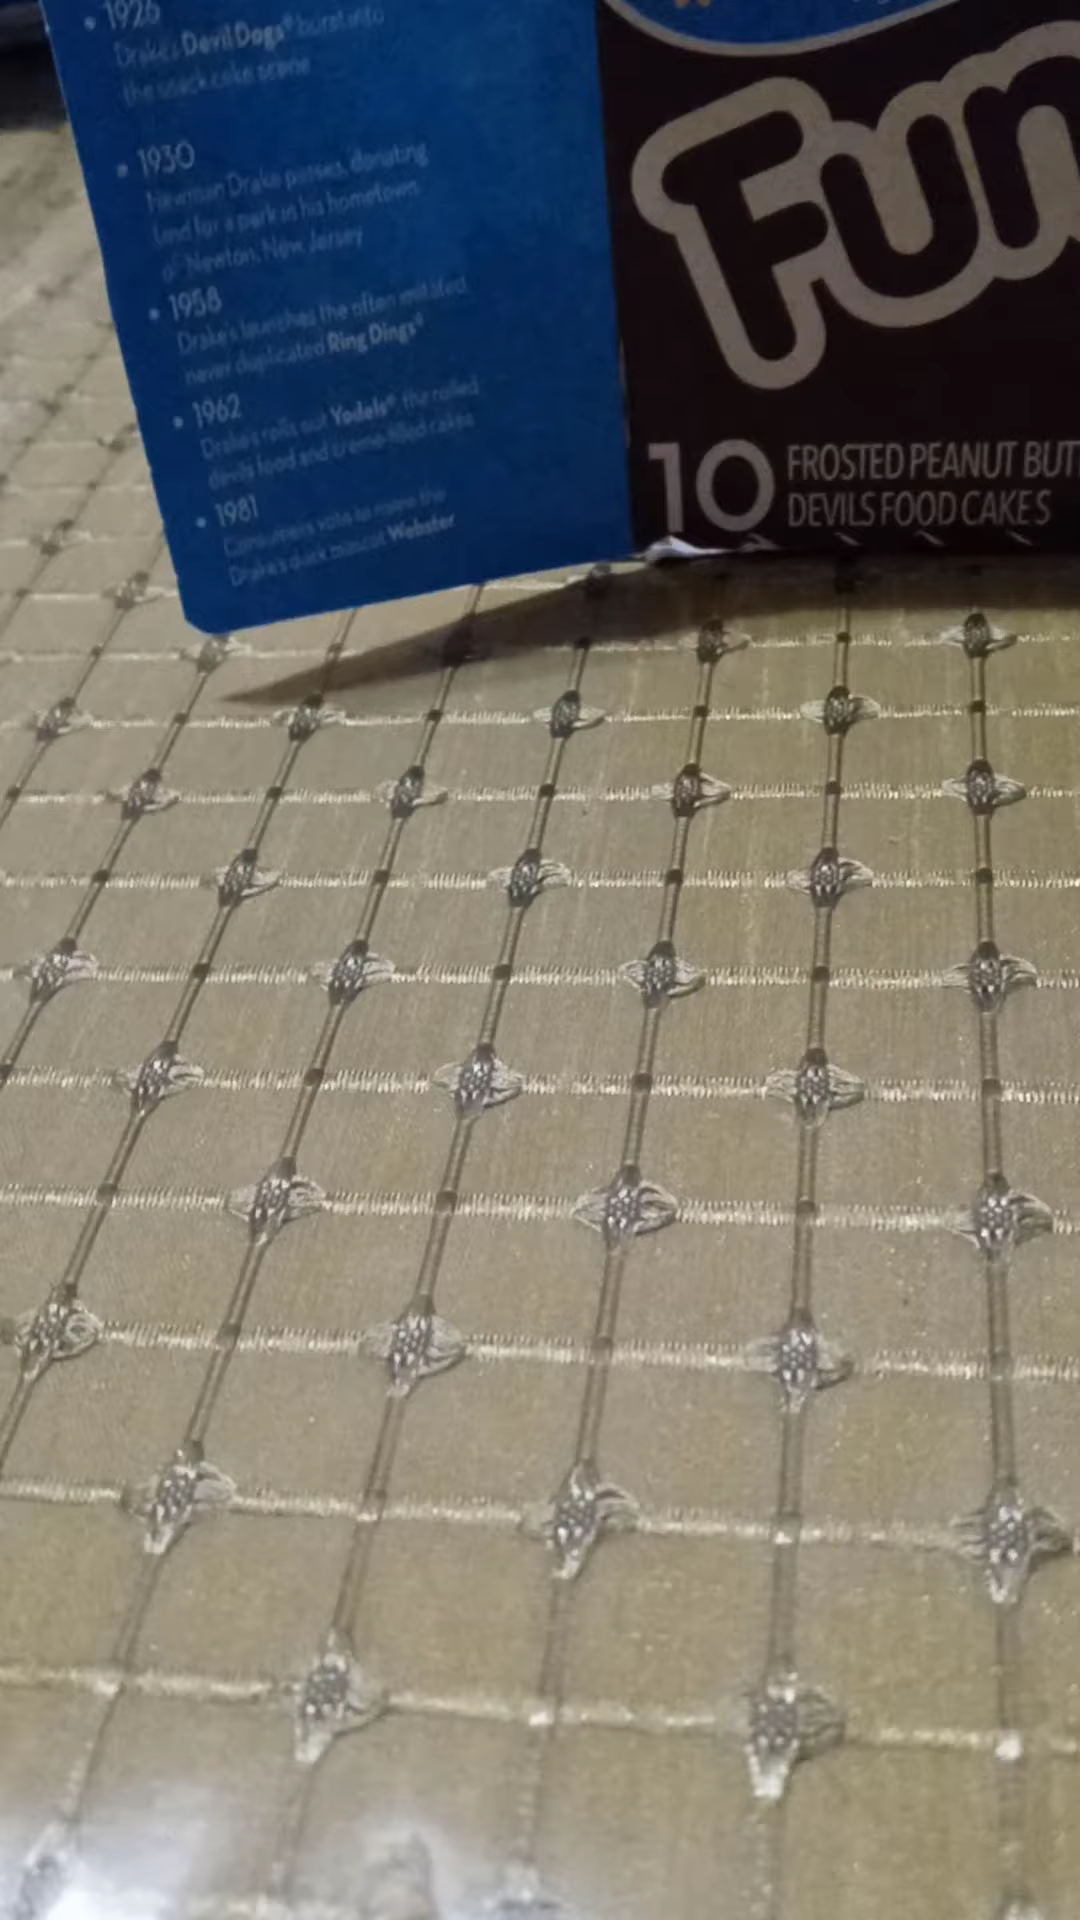 • 1926
Drake's Devil Dogs® burst into
the snack cake scene
• 1930
Newman Drake passes, donating
land for a park in his hometown
of Newton, New Jersey
• 1958
Drake's launches the often imitated,
never duplicated Ring Dings®
• 1962
Drake's rolls out Yodels®, the rolled
devils food and creme-filled cakes
• 1981
Consumers vote to name the
Drake's duck mascot Webster
Fun
10 FROSTED PEANUT BUT
DEVILS FOOD CAKES